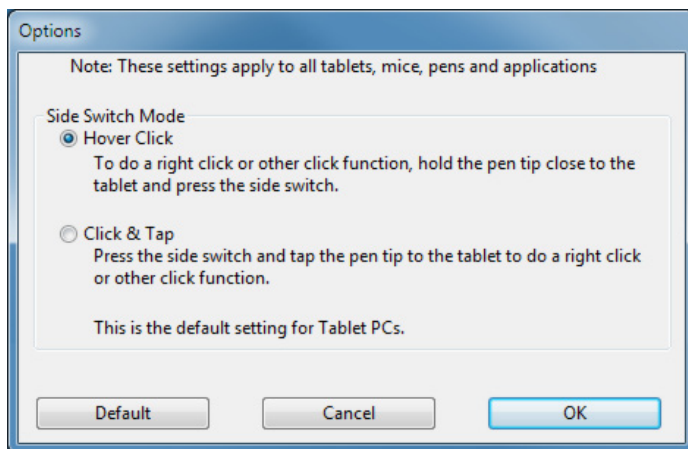 Options
Note: These settings apply to all tablets, mice, pens and applications
Side Switch Mode
Hover Click
To do a right click or other click function, hold the pen tip close to the
tablet and press the side switch.
Click & Tap
Press the side switch and tap the pen tip to the tablet to do a right click
or other click function.
This is the default setting for Tablet PCs.
Default
Cancel
OK